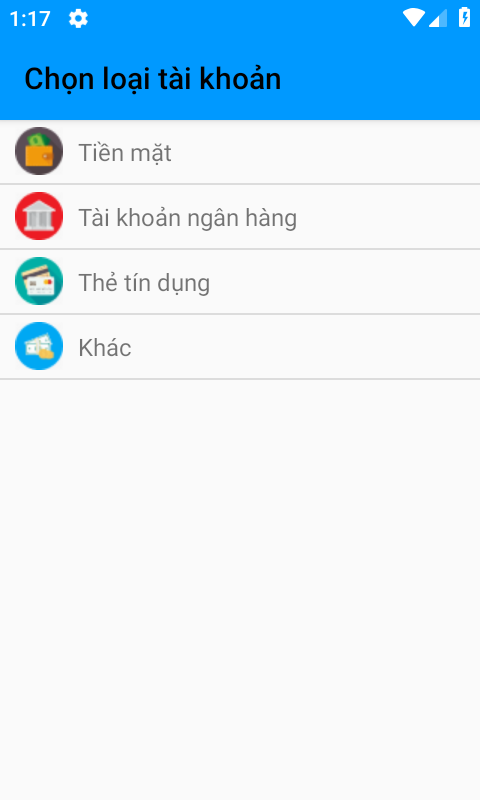 1:17
Chọn loại tài khoản
Tiền mặt
Tài khoản ngân hàng
Thẻ tín dụng
Khác